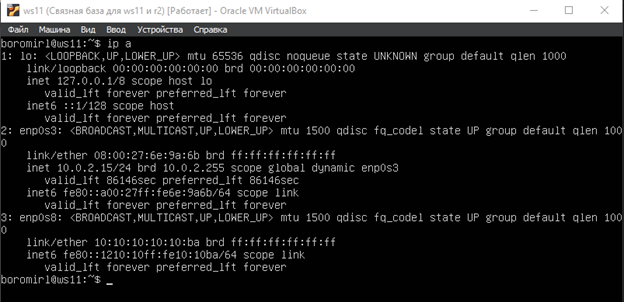 ws11 (Связная база для ws11 и r2) [Работает] - Oracle VM VirtualBox
Файл Машина Вид Ввод Устройства Справка
boromirl@ws11:~$ ip a
1: lo: <LOOPBACK,UP,LOWER_UP> mtu 65536 qdisc noqueue state UNKNOWN group default qlen 1000
    link/loopback 00:00:00:00:00:00 brd 00:00:00:00:00:00
    inet 127.0.0.1/8 scope host lo
       valid_lft forever preferred_lft forever
    inet6 ::1/128 scope host
       valid_lft forever preferred_lft forever
2: enp0s3: <BROADCAST,MULTICAST,UP,LOWER_UP> mtu 1500 qdisc fq_codel state UP group default qlen 100
0
    link/ether 08:00:27:6e:9a:6b brd ff:ff:ff:ff:ff:ff
    inet 10.0.2.15/24 brd 10.0.2.255 scope global dynamic enp0s3
       valid_lft 86146sec preferred_lft 86146sec
    inet6 fe80::a00:27ff:fe6e:9a6b/64 scope link
       valid_lft forever preferred_lft forever
3: enp0s8: <BROADCAST,MULTICAST,UP,LOWER_UP> mtu 1500 qdisc fq_codel state UP group default qlen 100
0
    link/ether 10:10:10:10:10:ba brd ff:ff:ff:ff:ff:ff
    inet6 fe80::1210:10ff:fe10:10ba/64 scope link
       valid_lft forever preferred_lft forever
boromirl@ws11:~$ _